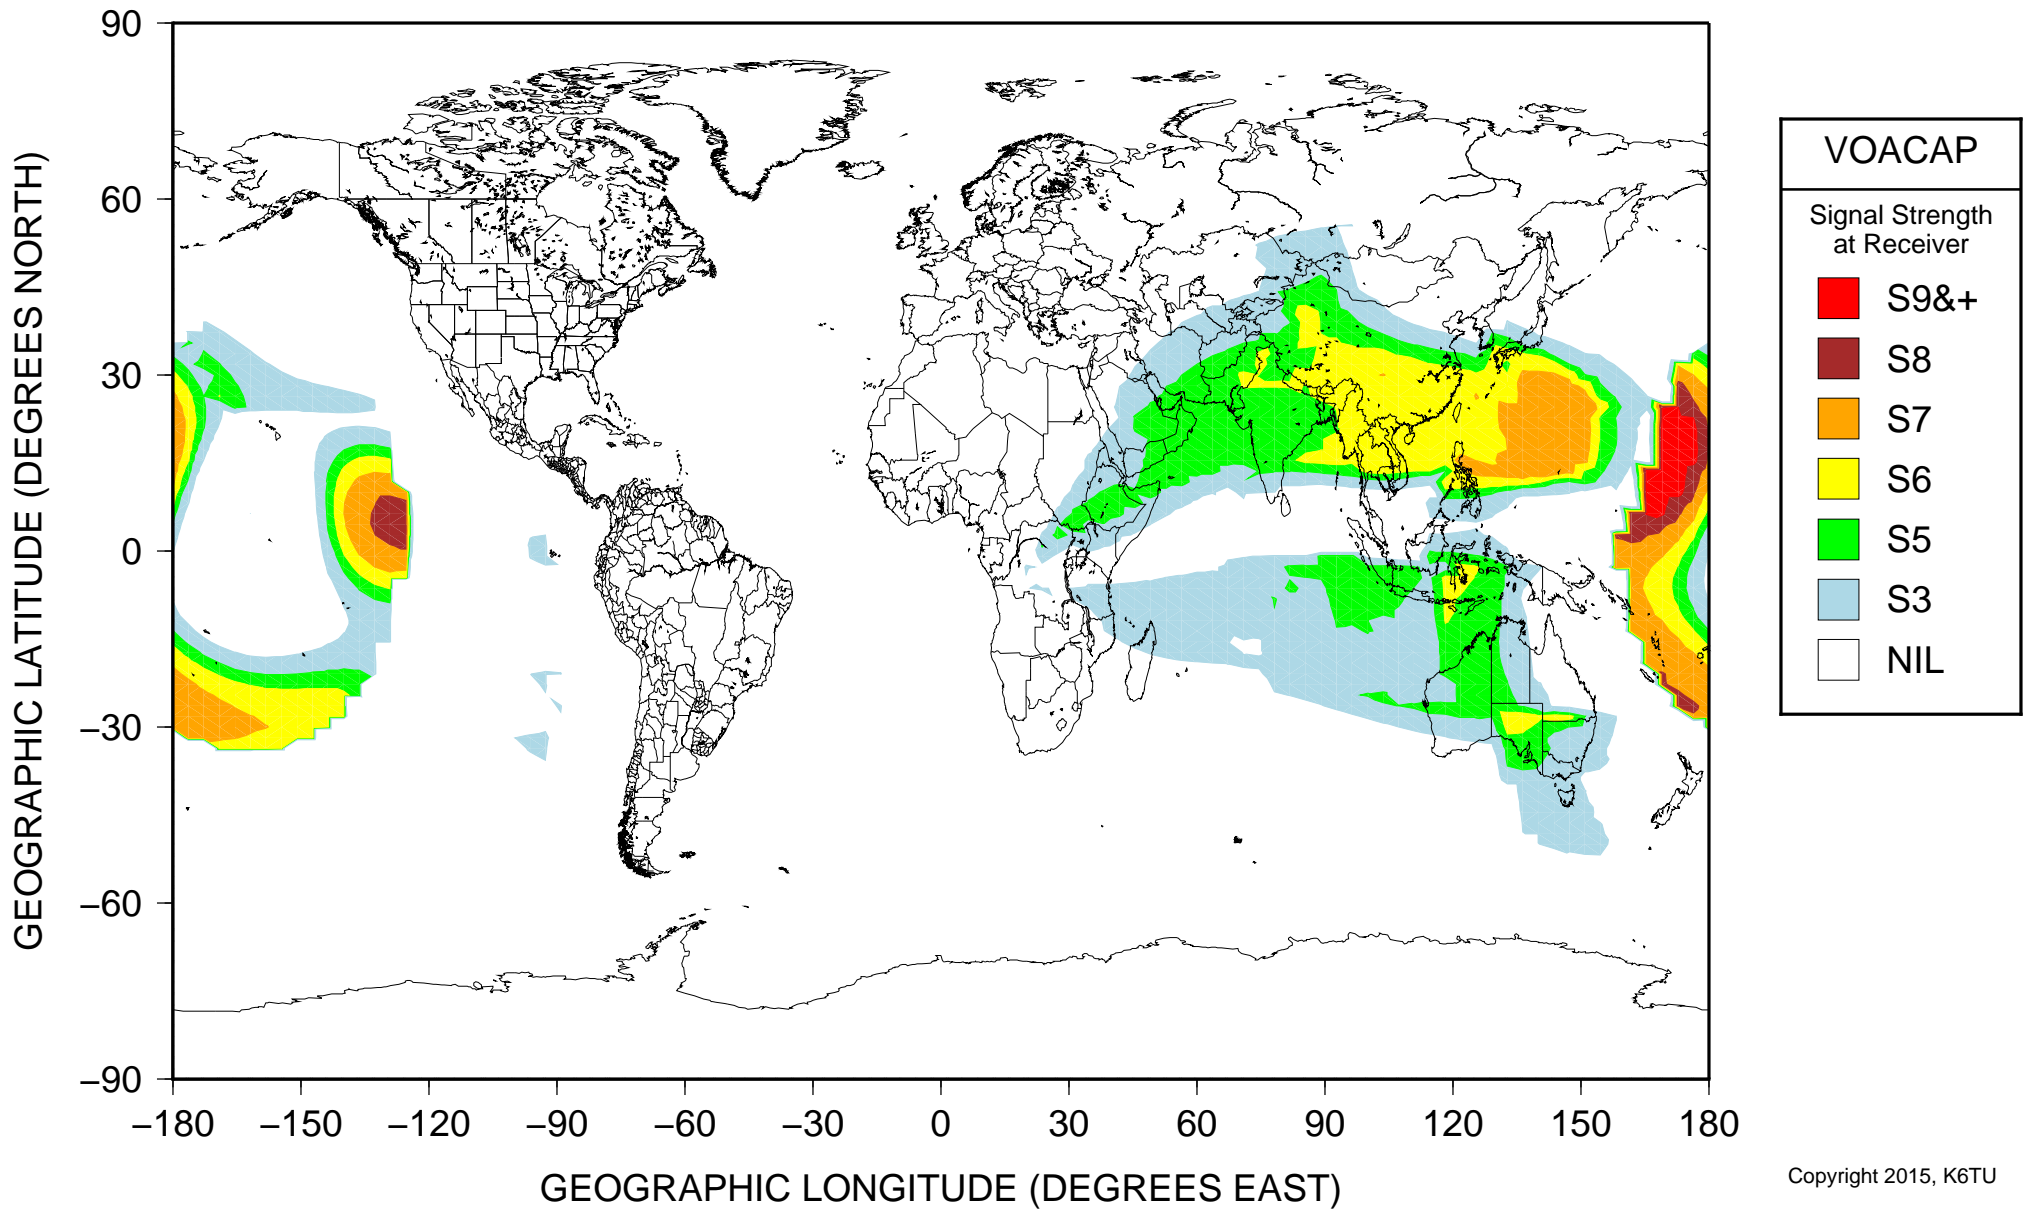 90
60
30
0
−30
−60
−90
GEOGRAPHIC LATITUDE (DEGREES NORTH)
−180 −150 −120 −90 −60 −30 0 30 60 90 120 150 180
GEOGRAPHIC LONGITUDE (DEGREES EAST)
VOACAP
Signal Strength
at Receiver
S9&+
S8
S7
S6
S5
S3
NIL
Copyright 2015, K6TU